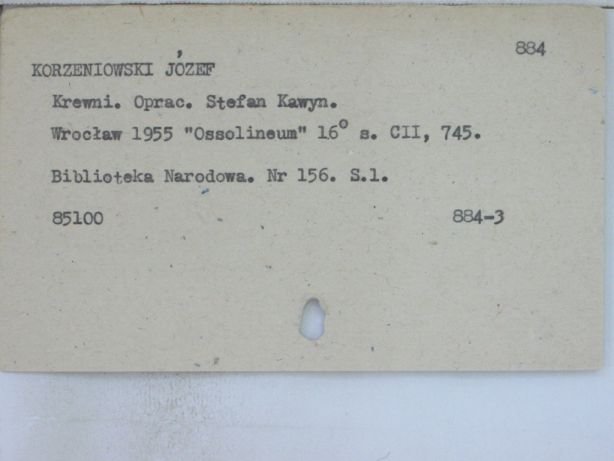 884
KORZENIOWSKI JÓZEF
Krewni. Oprac. Stefan Kawyn.
Wrocław 1955 "Ossolineum" 16° s. CII, 745.
Biblioteka Narodowa. Nr 156. S.1.
85100 884-3